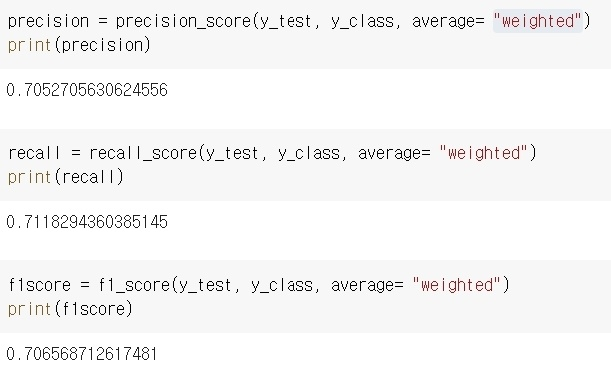 precision = precision_score(y_test, y_class, average= "weighted")
print(precision)
0.7052705630624556
recall = recall_score(y_test, y_class, average= "weighted")
print(recall)
0.7118294360385145
f1score = f1_score(y_test, y_class, average= "weighted")
print(f1score)
0.706568712617481